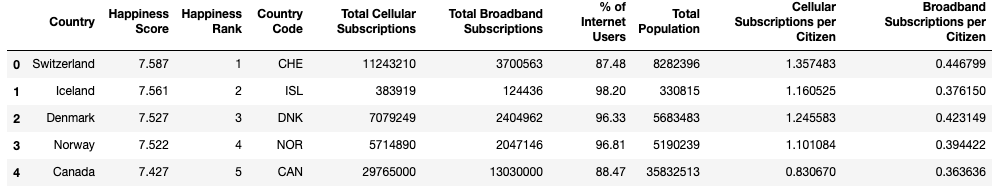 Country Happiness Score Happiness Rank Country Code Total Cellular Subscriptions Total Broadband Subscriptions % of Internet Users Total Population Cellular Subscriptions per Citizen Broadband Subscriptions per Citizen
0 Switzerland 7.587 1 CHE 11243210 3700563 87.48 8282396 1.357483 0.446799
1 Iceland 7.561 2 ISL 383919 124436 98.20 330815 1.160525 0.376150
2 Denmark 7.527 3 DNK 7079249 2404962 96.33 5683483 1.245583 0.423149
3 Norway 7.522 4 NOR 5714890 2047146 96.81 5190239 1.101084 0.394422
4 Canada 7.427 5 CAN 29765000 13030000 88.47 35832513 0.830670 0.363636